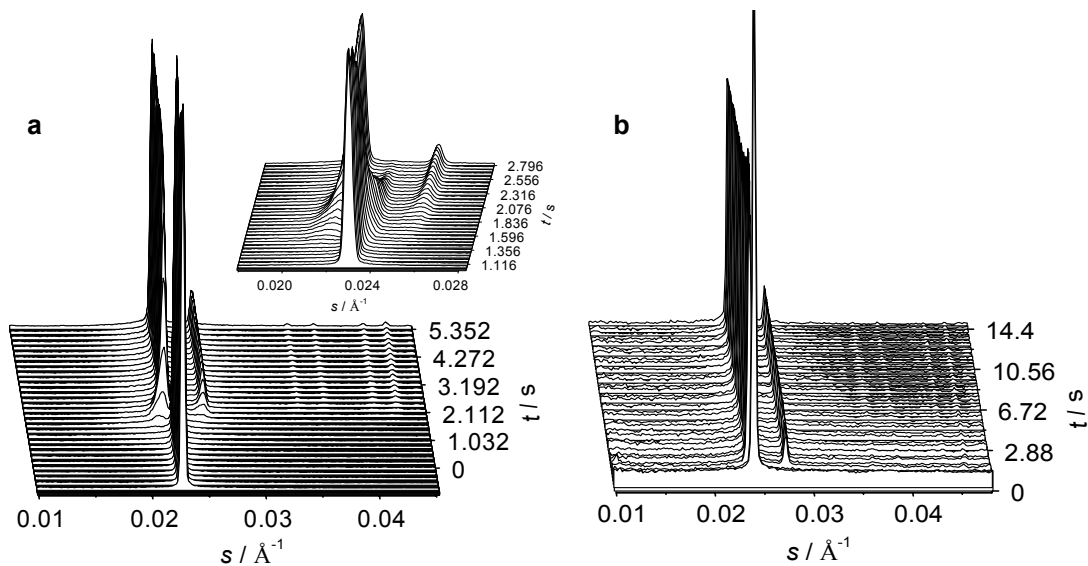 a
2.796
2.556
2.316
2.076
1.836
1.596
1.356
1.116
t / s
0.020 0.024 0.028
s / Å-1
5.352
4.272
3.192
2.112
1.032
0
t / s
0.01 0.02 0.03 0.04
s / Å-1
b
14.4
10.56
6.72
2.88
0
t / s
0.01 0.02 0.03 0.04
s / Å-1